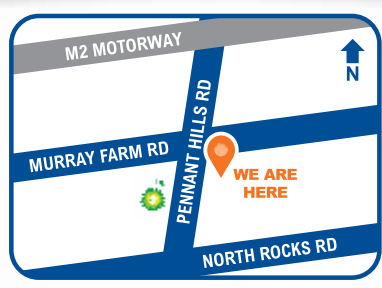 M2 MOTORWAY
N
PENNANT HILLS RD
MURRAY FARM RD
WE ARE
HERE
NORTH ROCKS RD